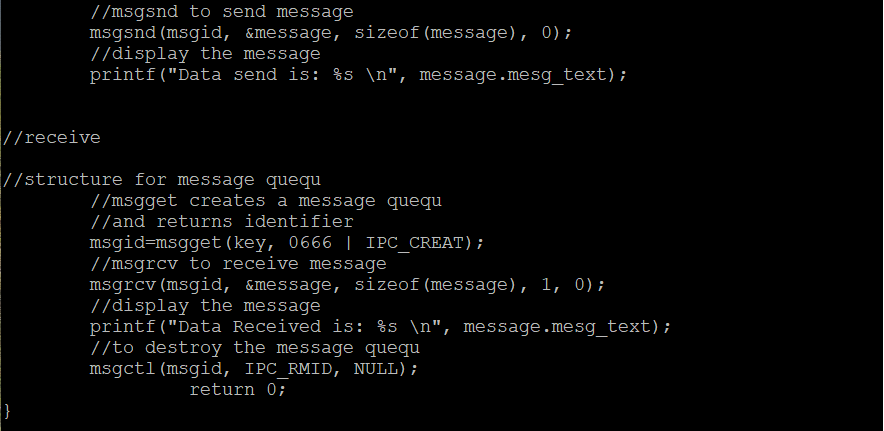 //msgsnd to send message
msgsnd(msgid, &message, sizeof(message), 0);
//display the message
printf("Data send is: %s \n", message.mesg_text);
//receive
//structure for message ququ
//msgget creates a message ququ
//and returns identifier
msgid=msgget(key, 0666 | IPC_CREAT);
//msgrcv to receive message
msgrcv(msgid, &message, sizeof(message), 1, 0);
//display the message
printf("Data Received is: %s \n", message.mesg_text);
//to destroy the message ququ
msgctl(msgid, IPC_RMID, NULL);
return 0;
}